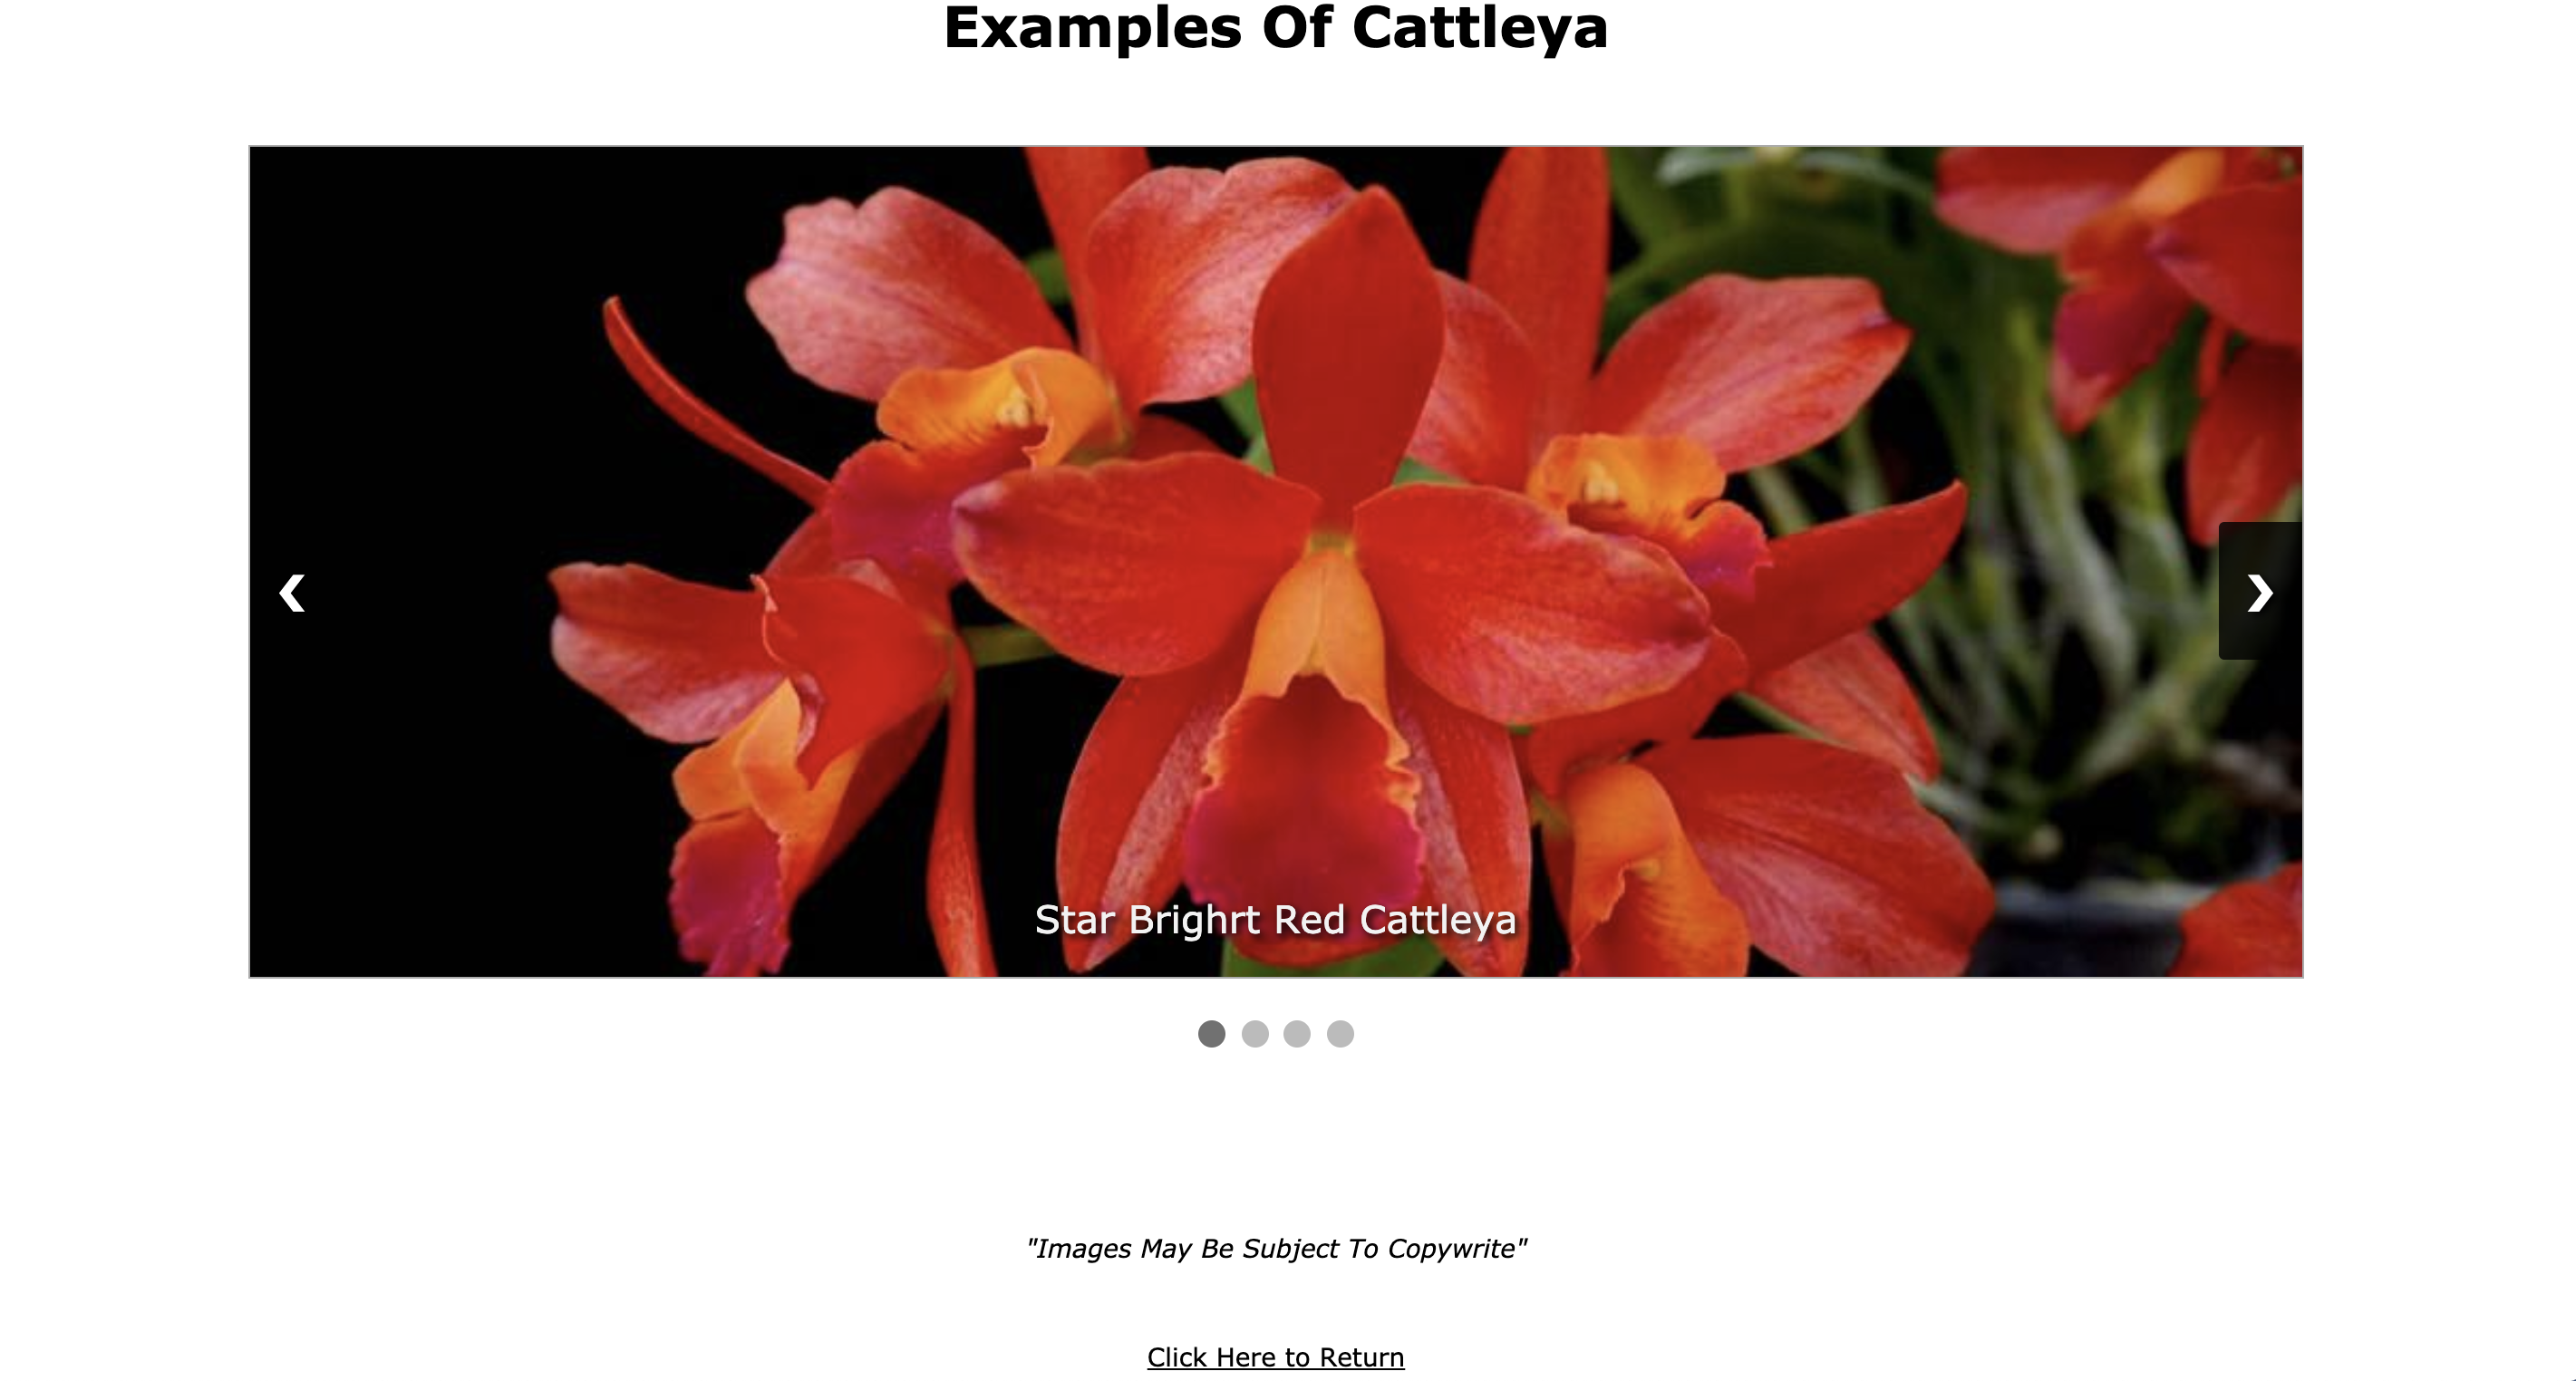 Examples Of Cattleya
❮
❯
Star Brighrt Red Cattleya
"Images May Be Subject To Copywrite"
Click Here to Return